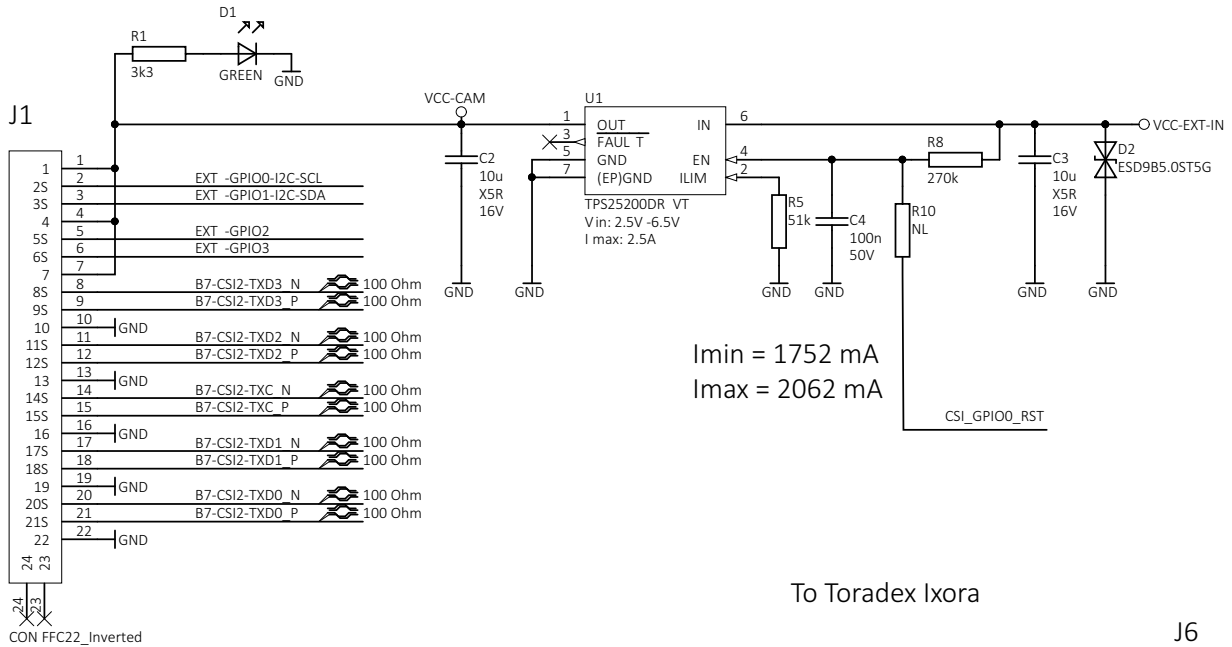 D1
R1
3k3
GREEN
GND
J1
VCC-CAM
U1
1
OUT
IN
6
VCC-EXT-IN
3
FAUL T
5
GND
EN
4
7
(EP)GND
ILIM
2
R8
270k
C2
10u
X5R
16V
C3
10u
X5R
16V
D2
ESD9B5.0ST5G
TPS25200DR VT
Vin: 2.5V -6.5V
I max: 2.5A
R5
51k
C4
100n
50V
R10
NL
GND
GND
GND
GND
GND
GND
1 1
2S 2 EXT -GPIO0-I2C-SCL
3S 3 EXT -GPIO1-I2C-SDA
4 4
5S 5 EXT -GPIO2
6S 6 EXT -GPIO3
7 7
8S 8 B7-CSI2-TXD3_N 100 Ohm
9S 9 B7-CSI2-TXD3_P 100 Ohm
10 10 GND
11S 11 B7-CSI2-TXD2_N 100 Ohm
12S 12 B7-CSI2-TXD2_P 100 Ohm
13 13 GND
14S 14 B7-CSI2-TXC_N 100 Ohm
15S 15 B7-CSI2-TXC_P 100 Ohm
16 16 GND
17S 17 B7-CSI2-TXD1_N 100 Ohm
18S 18 B7-CSI2-TXD1_P 100 Ohm
19 19 GND
20S 20 B7-CSI2-TXD0_N 100 Ohm
21S 21 B7-CSI2-TXD0_P 100 Ohm
22 22 GND
24 23
24 23
CON FFC22_Inverted
Imin = 1752 mA
Imax = 2062 mA
CSI_GPIO0_RST
To Toradex Ixora
J6